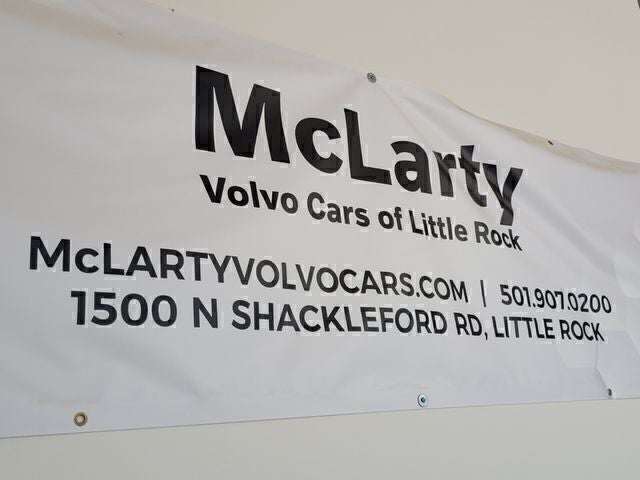 McLarty
Volvo Cars of Little Rock
McLARTYVOLVOCARS.COM | 501.907.0200
1500 N SHACKLEFORD RD, LITTLE ROCK